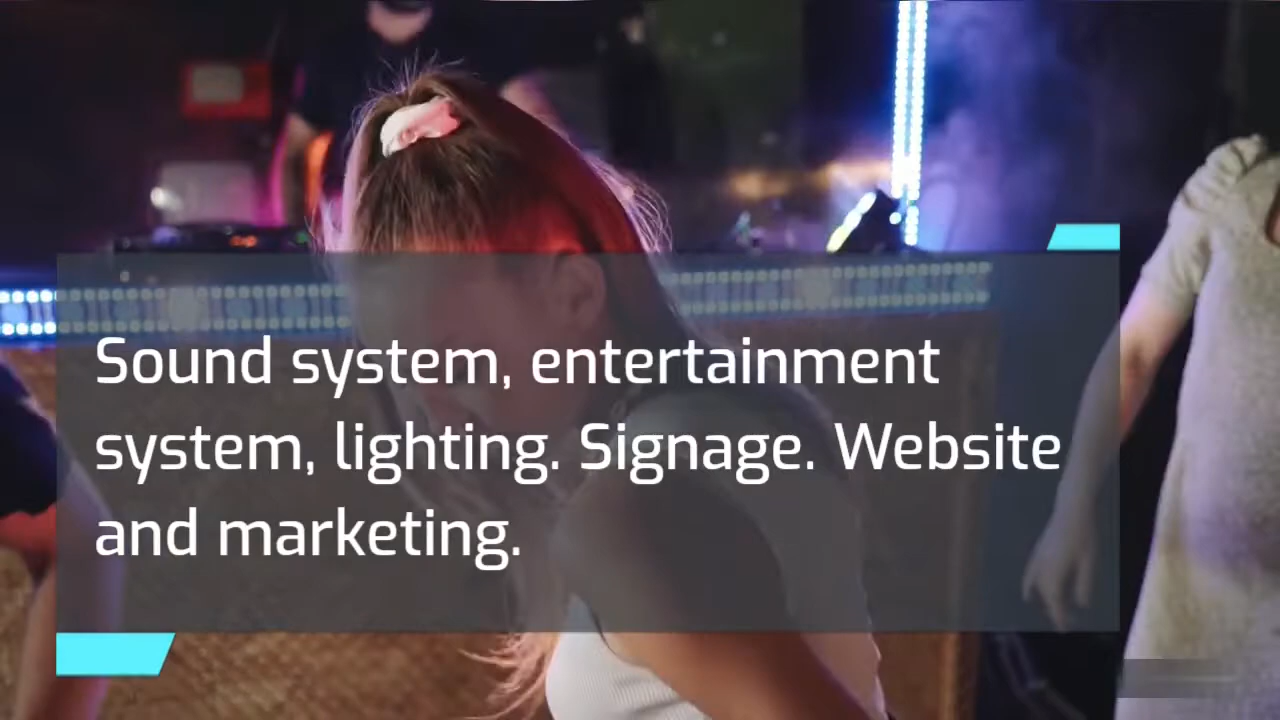 Sound system, entertainment
system, lighting. Signage. Website
and marketing.